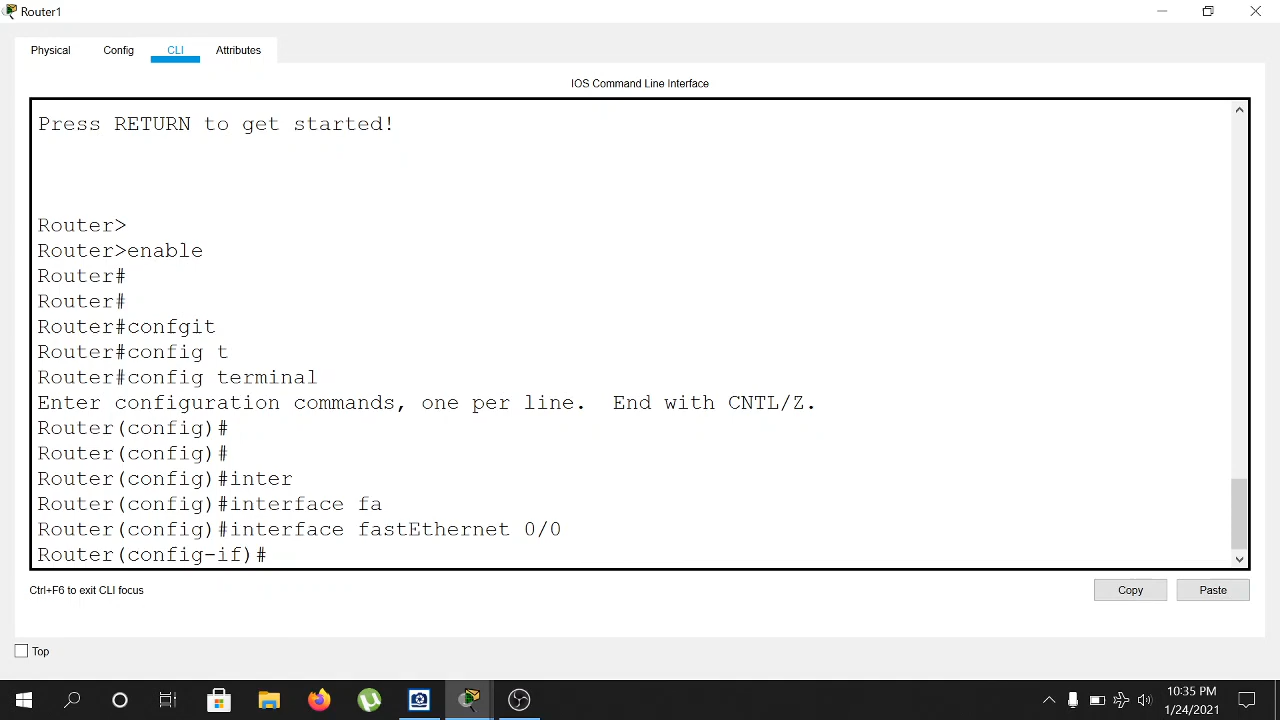 Router1
Physical Config CLI Attributes
IOS Command Line Interface
Press RETURN to get started!
Router>
Router>enable
Router#
Router#
Router#confgit
Router#config t
Router#config terminal
Enter configuration commands, one per line.  End with CNTL/Z.
Router(config)#
Router(config)#
Router(config)#inter
Router(config)#interface fa
Router(config)#interface fastEthernet 0/0
Router(config-if)#
Ctrl+F6 to exit CLI focus
Copy Paste
Top
10:35 PM
1/24/2021